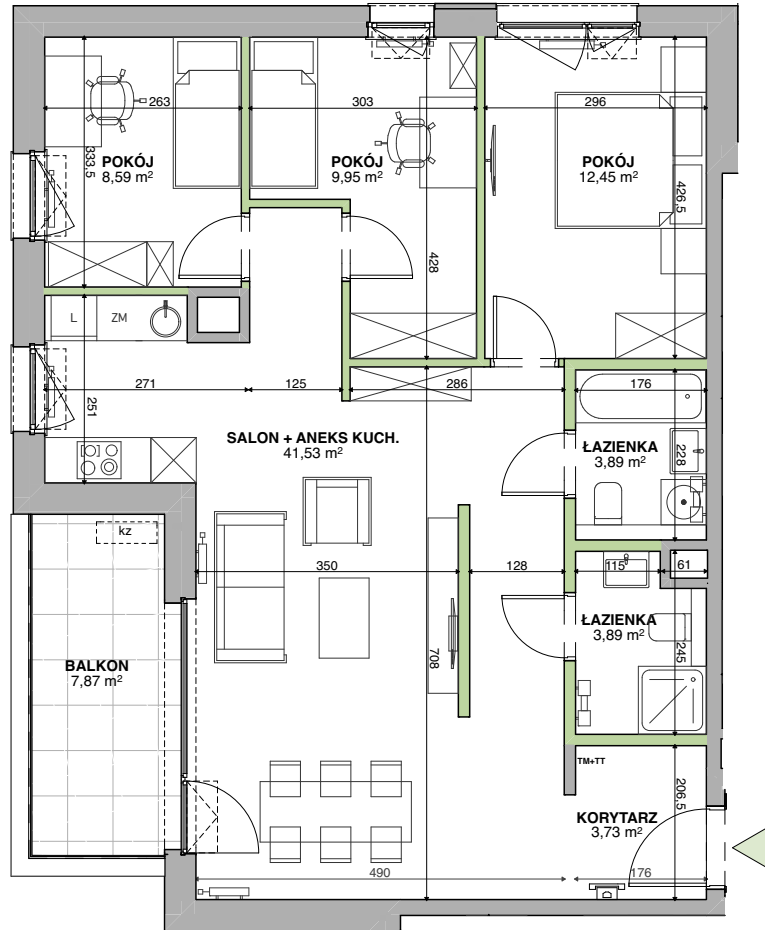 263
303
296
POKÓJ
8,59 m²
POKÓJ
9,95 m²
POKÓJ
12,45 m²
333,5
426,5
428
L
ZM
271
125
286
176
251
SALON + ANEKS KUCH.
41,53 m²
ŁAZIENKA
3,89 m²
228
kz
350
128
115
61
ŁAZIENKA
3,89 m²
245
BALKON
7,87 m²
708
TM+TT
206,5
KORYTARZ
3,73 m²
490
176